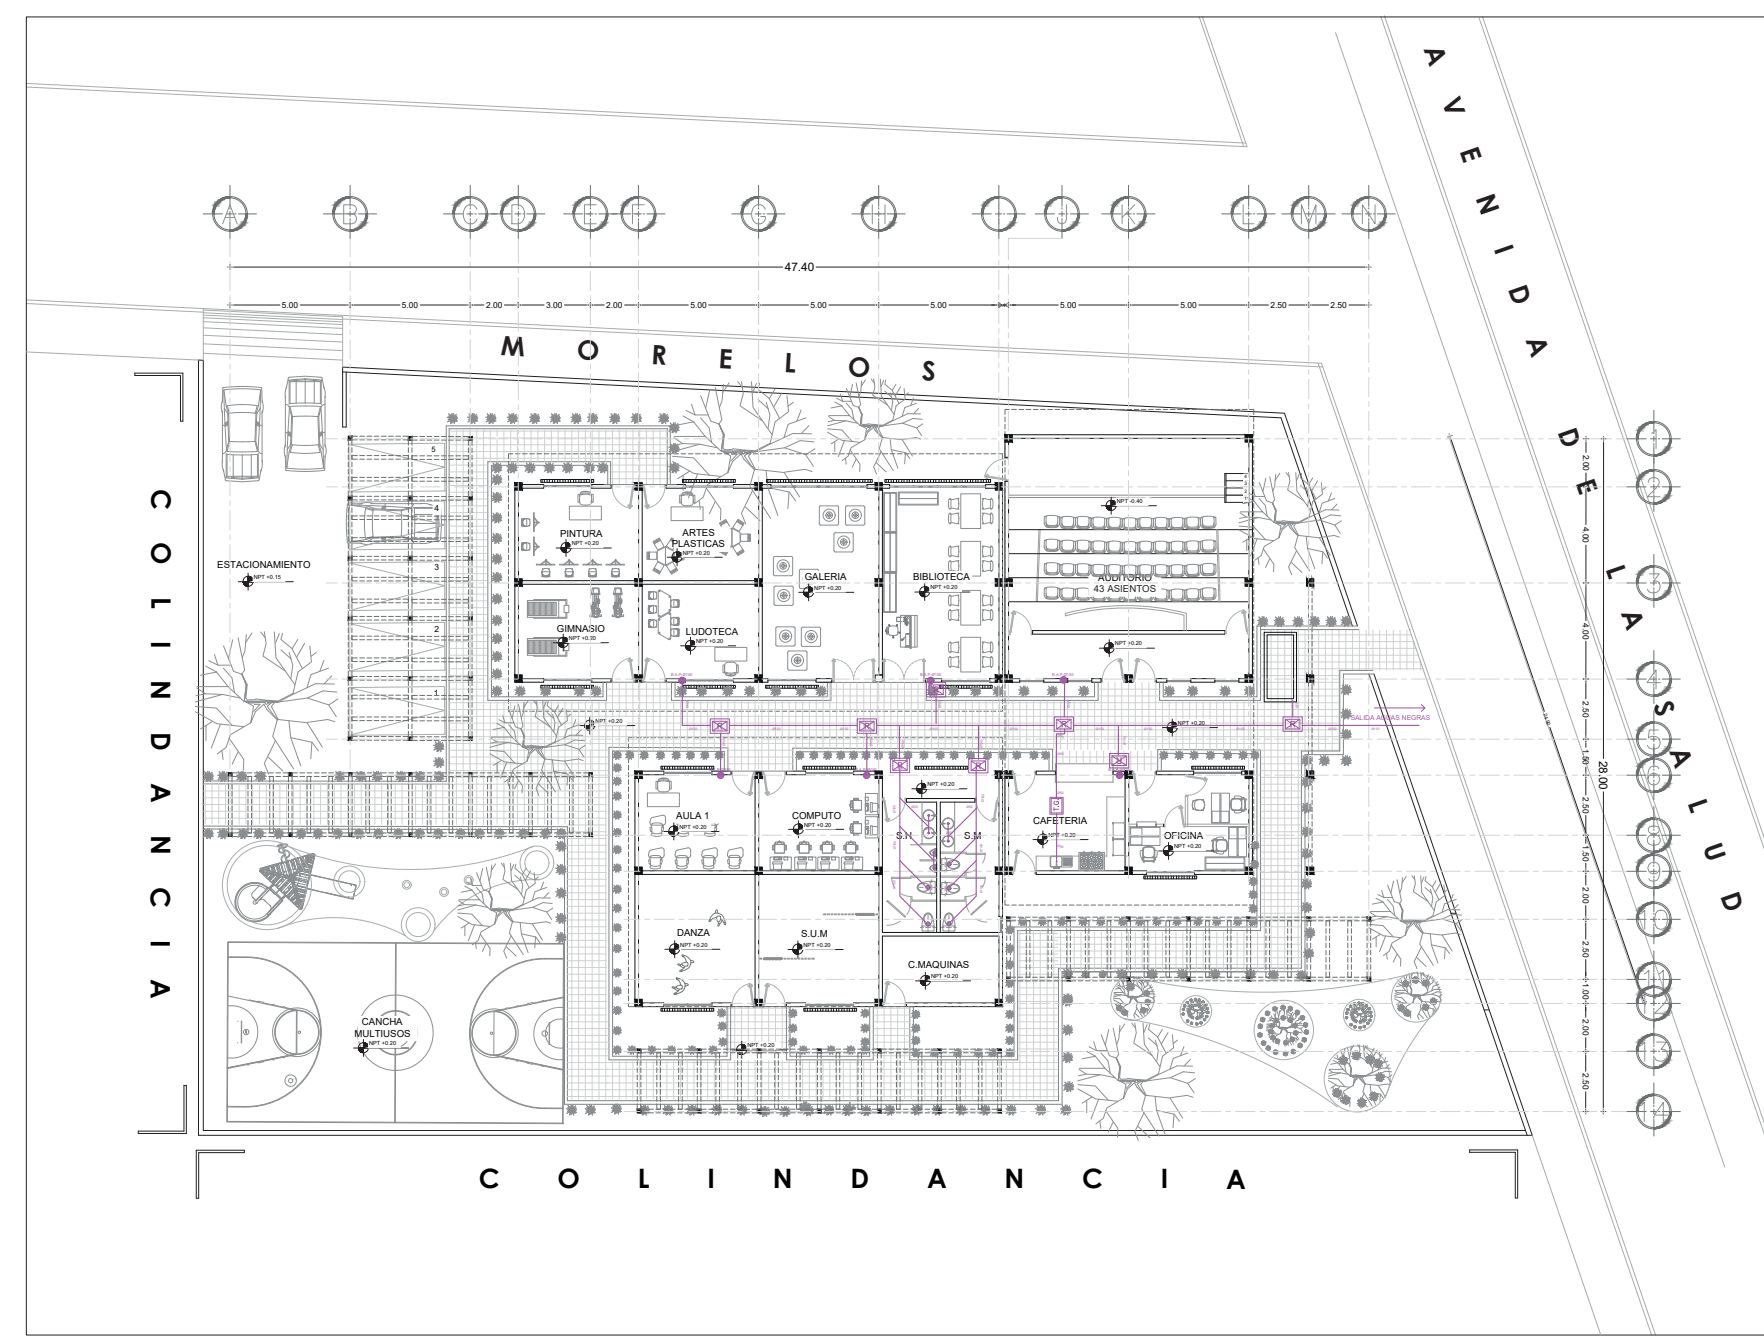 AVENIDA DE LA SALUD
A B C D E F G H J K L M N
47.40
5.00 5.00 2.00 3.00 2.00 5.00 5.00 5.00 5.00 5.00 2.50 2.50
MORELOS
COLINDANCIA
ESTACIONAMIENTO
NPT +0.15
5
4
3
2
1
PINTURA
NPT +0.20
ARTES
PLASTICAS
NPT +0.20
GALERIA
NPT +0.20
BIBLIOTECA
NPT +0.20
NPT -0.40
AUDITORIO
43 ASIENTOS
NPT +0.20
GIMNASIO
NPT +0.20
LUDOTECA
NPT +0.20
NPT +0.20
NPT +0.20
SALIDA AGUAS NEGRAS
AULA 1
NPT +0.20
COMPUTO
NPT +0.20
NPT +0.20
S.H
S.M
T.G.
CAFETERIA
NPT +0.20
OFICINA
NPT +0.20
DANZA
NPT +0.20
S.U.M
NPT +0.20
C.MAQUINAS
NPT +0.20
CANCHA
MULTIUSOS
NPT +0.20
NPT +0.20
1 2 3 4 5 6 8 9 10 11 12 13 14
2.00 4.00 4.00 2.50 1.50 2.50 1.50 2.00 2.50 1.00 2.00 2.50
28.00
COLINDANCIA